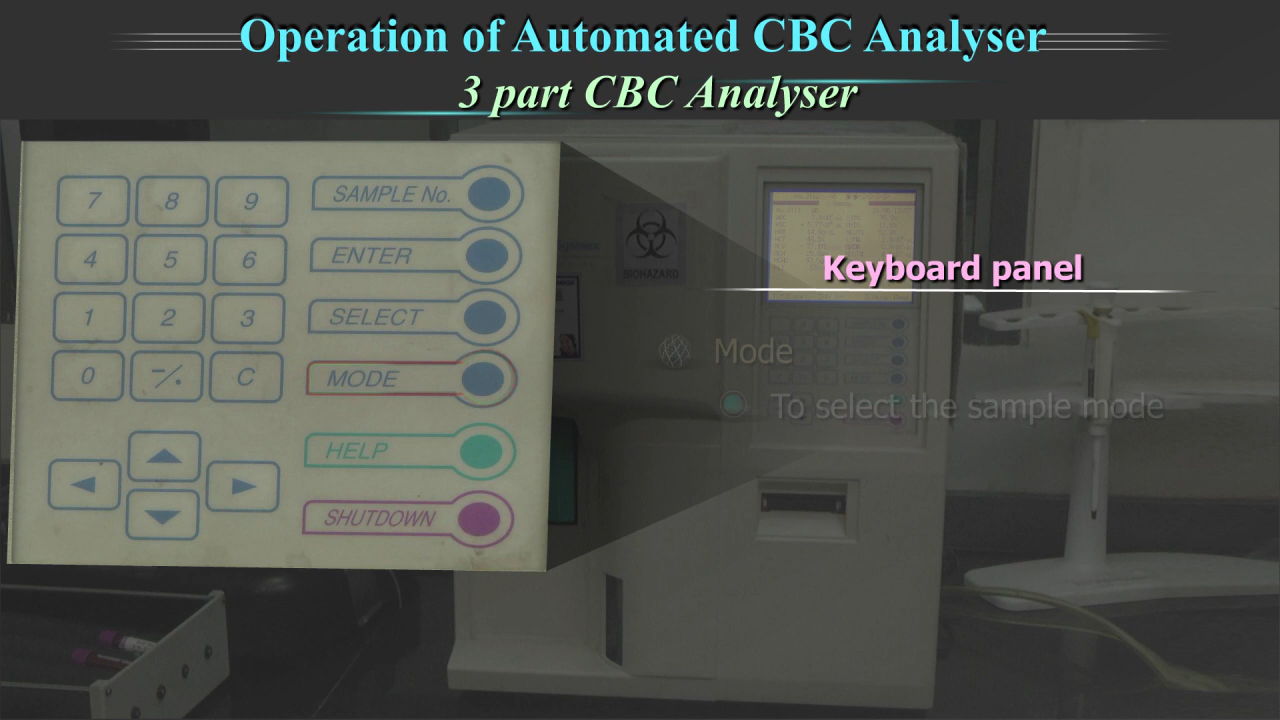 Operation of Automated CBC Analyser
3 part CBC Analyser
7 8 9 SAMPLE No.
4 5 6 ENTER
1 2 3 SELECT
0 -/. C MODE
HELP
SHUTDOWN
BIOHAZARD
Keyboard panel
Mode
To select the sample mode